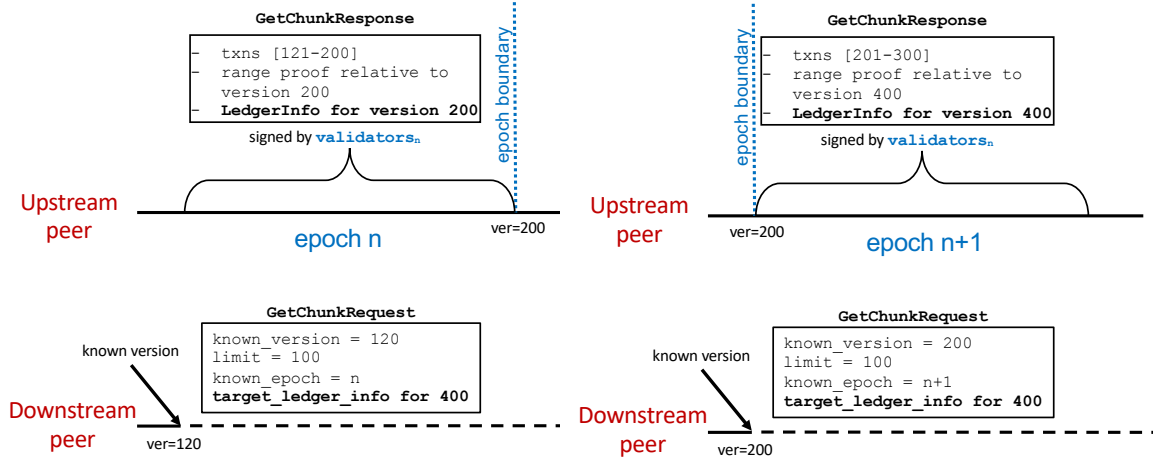 GetChunkResponse
– txns [121-200]
– range proof relative to
version 200
– LedgerInfo for version 200
signed by validatorsₙ
epoch boundary
Upstream
peer
epoch n
ver=200
GetChunkRequest
known_version = 120
limit = 100
known_epoch = n
target_ledger_info for 400
known version
Downstream
peer
ver=120
GetChunkResponse
– txns [201-300]
– range proof relative to
version 400
– LedgerInfo for version 400
signed by validatorsₙ
epoch boundary
Upstream
peer
ver=200
epoch n+1
GetChunkRequest
known_version = 200
limit = 100
known_epoch = n+1
target_ledger_info for 400
known version
Downstream
peer
ver=200